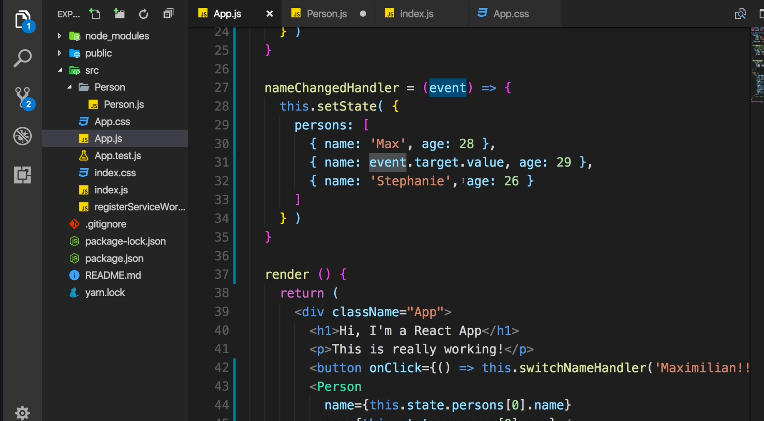 EXP...
App.js
Person.js
index.js
App.css
1
2
node_modules
public
src
Person
Person.js
App.css
App.js
App.test.js
index.css
index.js
registerServiceWor...
.gitignore
package-lock.json
package.json
README.md
yarn.lock
24 } )
25 }
26
27 nameChangedHandler = (event) => {
28 this.setState( {
29 persons: [
30 { name: 'Max', age: 28 },
31 { name: event.target.value, age: 29 },
32 { name: 'Stephanie', age: 26 }
33 ]
34 } )
35 }
36
37 render () {
38 return (
39 <div className="App">
40 <h1>Hi, I'm a React App</h1>
41 <p>This is really working!</p>
42 <button onClick={() => this.switchNameHandler('Maximilian!!
43 <Person
44 name={this.state.persons[0].name}